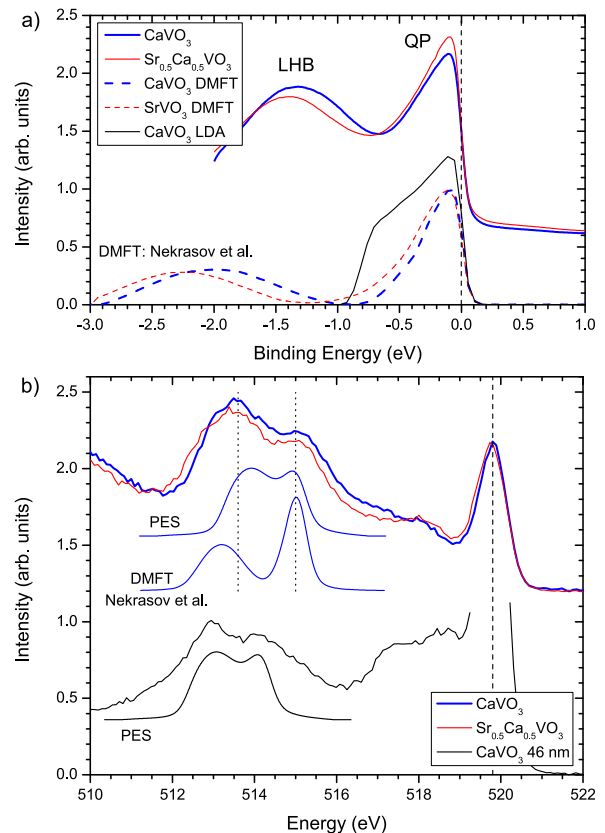 a)
CaVO3
Sr0.5Ca0.5VO3
CaVO3 DMFT
SrVO3 DMFT
CaVO3 LDA
LHB
QP
DMFT: Nekrasov et al.
Intensity (arb. units)
2.5
2.0
1.5
1.0
0.5
0.0
-3.0 -2.5 -2.0 -1.5 -1.0 -0.5 0.0 0.5 1.0
Binding Energy (eV)
b)
Intensity (arb. units)
2.5
2.0
1.5
1.0
0.5
0.0
PES
DMFT
Nekrasov et al.
PES
CaVO3
Sr0.5Ca0.5VO3
CaVO3 46 nm
510 512 514 516 518 520 522
Energy (eV)